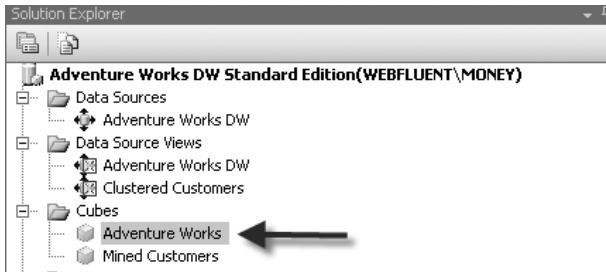 Solution Explorer
Adventure Works DW Standard Edition(WEBFLUENT\MONEY)
Data Sources
Adventure Works DW
Data Source Views
Adventure Works DW
Clustered Customers
Cubes
Adventure Works
Mined Customers